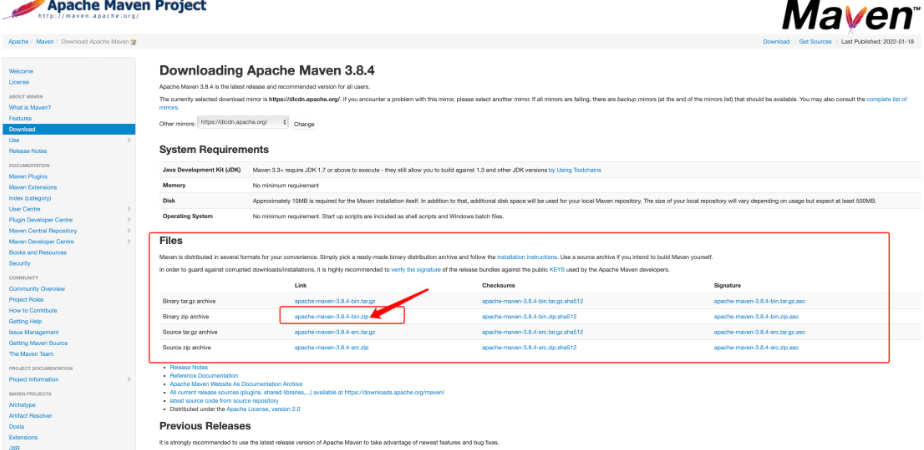 Apache Maven Project
http://maven.apache.org/
Maven™
Apache / Maven / Download Apache Maven
Download | Get Sources | Last Published: 2022-01-18
Welcome
License
ABOUT MAVEN
What is Maven?
Features
Download
Use
Release Notes
DOCUMENTATION
Maven Plugins
Maven Extensions
Index (category)
User Centre
Plugin Developer Centre
Maven Central Repository
Maven Developer Centre
Books and Resources
Security
COMMUNITY
Community Overview
Project Roles
How to Contribute
Getting Help
Issue Management
Getting Maven Source
The Maven Team
PROJECT DOCUMENTATION
Project Information
MAVEN PROJECTS
Archetype
Artifact Resolver
Doxia
Extensions
JXR
Downloading Apache Maven 3.8.4
Apache Maven 3.8.4 is the latest release and recommended version for all users.
The currently selected download mirror is https://dlcdn.apache.org/. If you encounter a problem with this mirror, please select another mirror. If all mirrors are failing, there are backup mirrors (at the end of the mirrors list) that should be available. You may also consult the complete list of
mirrors.
Other mirrors: https://dlcdn.apache.org/ Change
System Requirements
Java Development Kit (JDK) Maven 3.3+ require JDK 1.7 or above to execute - they still allow you to build against 1.3 and other JDK versions by Using Toolchains
Memory No minimum requirement
Disk Approximately 10MB is required for the Maven installation itself. In addition to that, additional disk space will be used for your local Maven repository. The size of your local repository will vary depending on usage but expect at least 500MB.
Operating System No minimum requirement. Start up scripts are included as shell scripts and Windows batch files.
Files
Maven is distributed in several formats for your convenience. Simply pick a ready-made binary distribution archive and follow the installation instructions. Use a source archive if you intend to build Maven yourself.
In order to guard against corrupted downloads/installations, it is highly recommended to verify the signature of the release bundles against the public KEYS used by the Apache Maven developers.
Link Checksums Signature
Binary tar.gz archive apache-maven-3.8.4-bin.tar.gz apache-maven-3.8.4-bin.tar.gz.sha512 apache-maven-3.8.4-bin.tar.gz.asc
Binary zip archive apache-maven-3.8.4-bin.zip apache-maven-3.8.4-bin.zip.sha512 apache-maven-3.8.4-bin.zip.asc
Source tar.gz archive apache-maven-3.8.4-src.tar.gz apache-maven-3.8.4-src.tar.gz.sha512 apache-maven-3.8.4-src.tar.gz.asc
Source zip archive apache-maven-3.8.4-src.zip apache-maven-3.8.4-src.zip.sha512 apache-maven-3.8.4-src.zip.asc
Release Notes
Reference Documentation
Apache Maven Website As Documentation Archive
All current release sources (plugins, shared libraries,...) available at https://downloads.apache.org/maven/
latest source code from source repository
Distributed under the Apache License, version 2.0
Previous Releases
It is strongly recommended to use the latest release version of Apache Maven to take advantage of newest features and bug fixes.